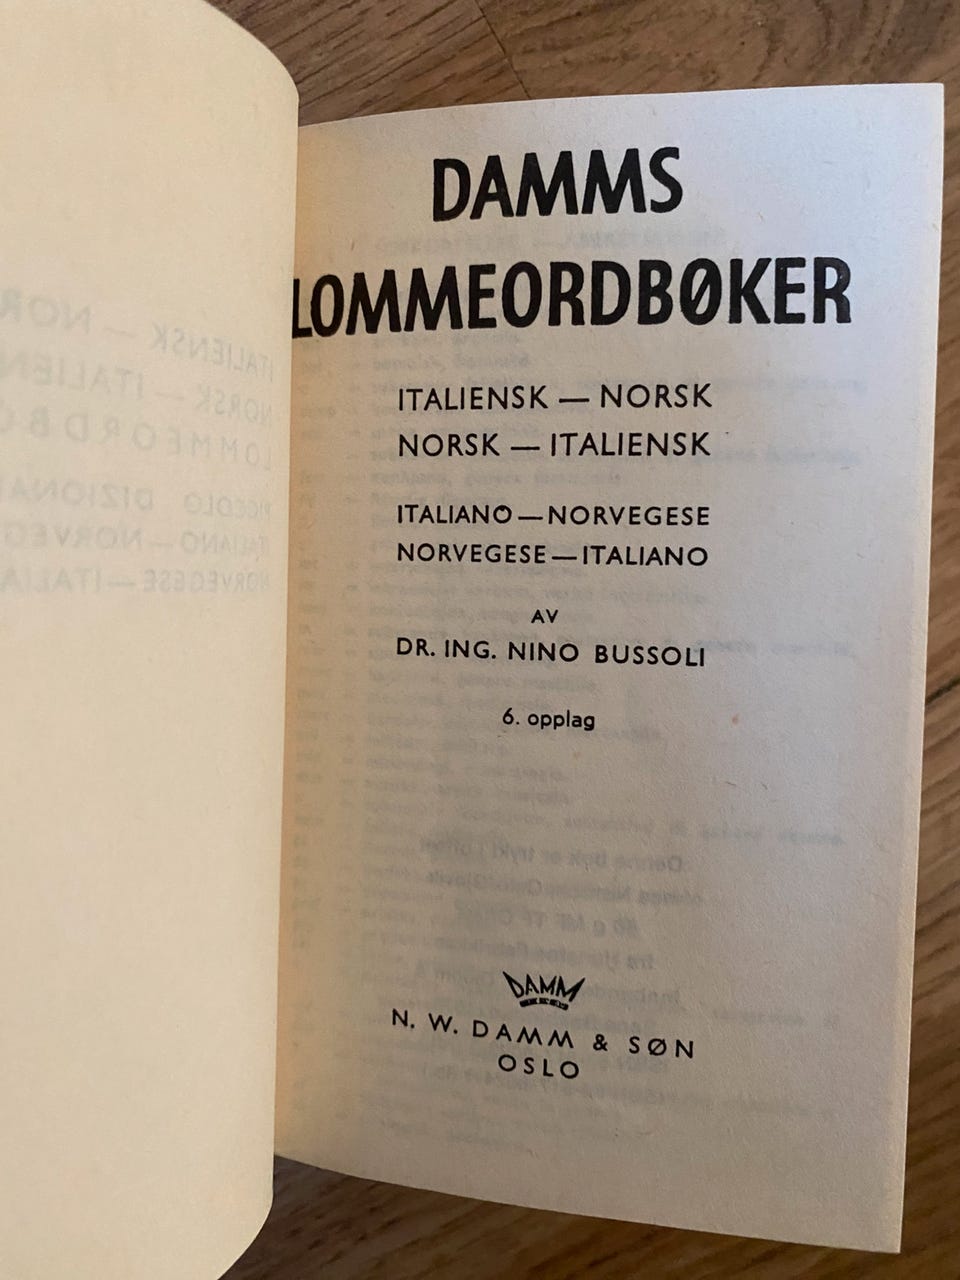 DAMMS
LOMMEORDBØKER
ITALIENSK — NORSK
NORSK — ITALIENSK
ITALIANO — NORVEGESE
NORVEGESE — ITALIANO
AV
DR. ING. NINO BUSSOLI
6. opplag
DAMM
N. W. DAMM & SØN
OSLO